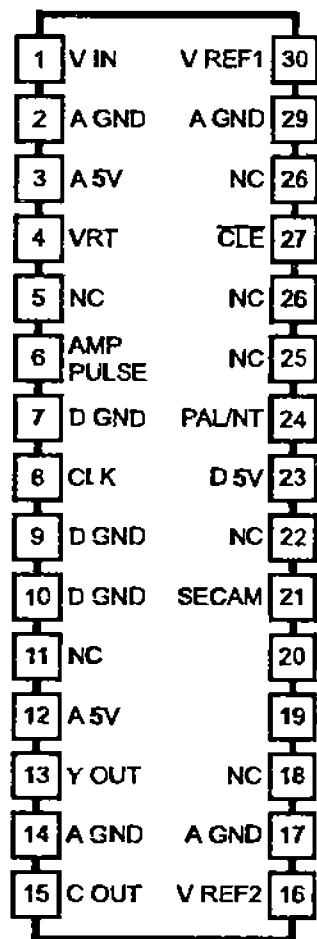 1 V IN V REF1 30
2 A GND A GND 29
3 A 5V NC 26
4 VRT C̅L̅E̅ 27
5 NC NC 26
6 AMP PULSE NC 25
7 D GND PAL/NT 24
8 CLK D 5V 23
9 D GND NC 22
10 D GND SECAM 21
11 NC 20
12 A 5V 19
13 Y OUT NC 18
14 A GND A GND 17
15 C OUT V REF2 16